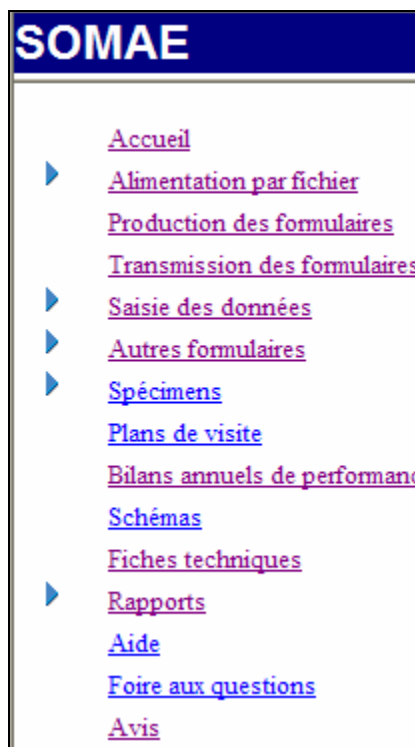 SOMAE
Accueil
Alimentation par fichier
Production des formulaires
Transmission des formulaires
Saisie des données
Autres formulaires
Spécimens
Plans de visite
Bilans annuels de performanc
Schémas
Fiches techniques
Rapports
Aide
Foire aux questions
Avis